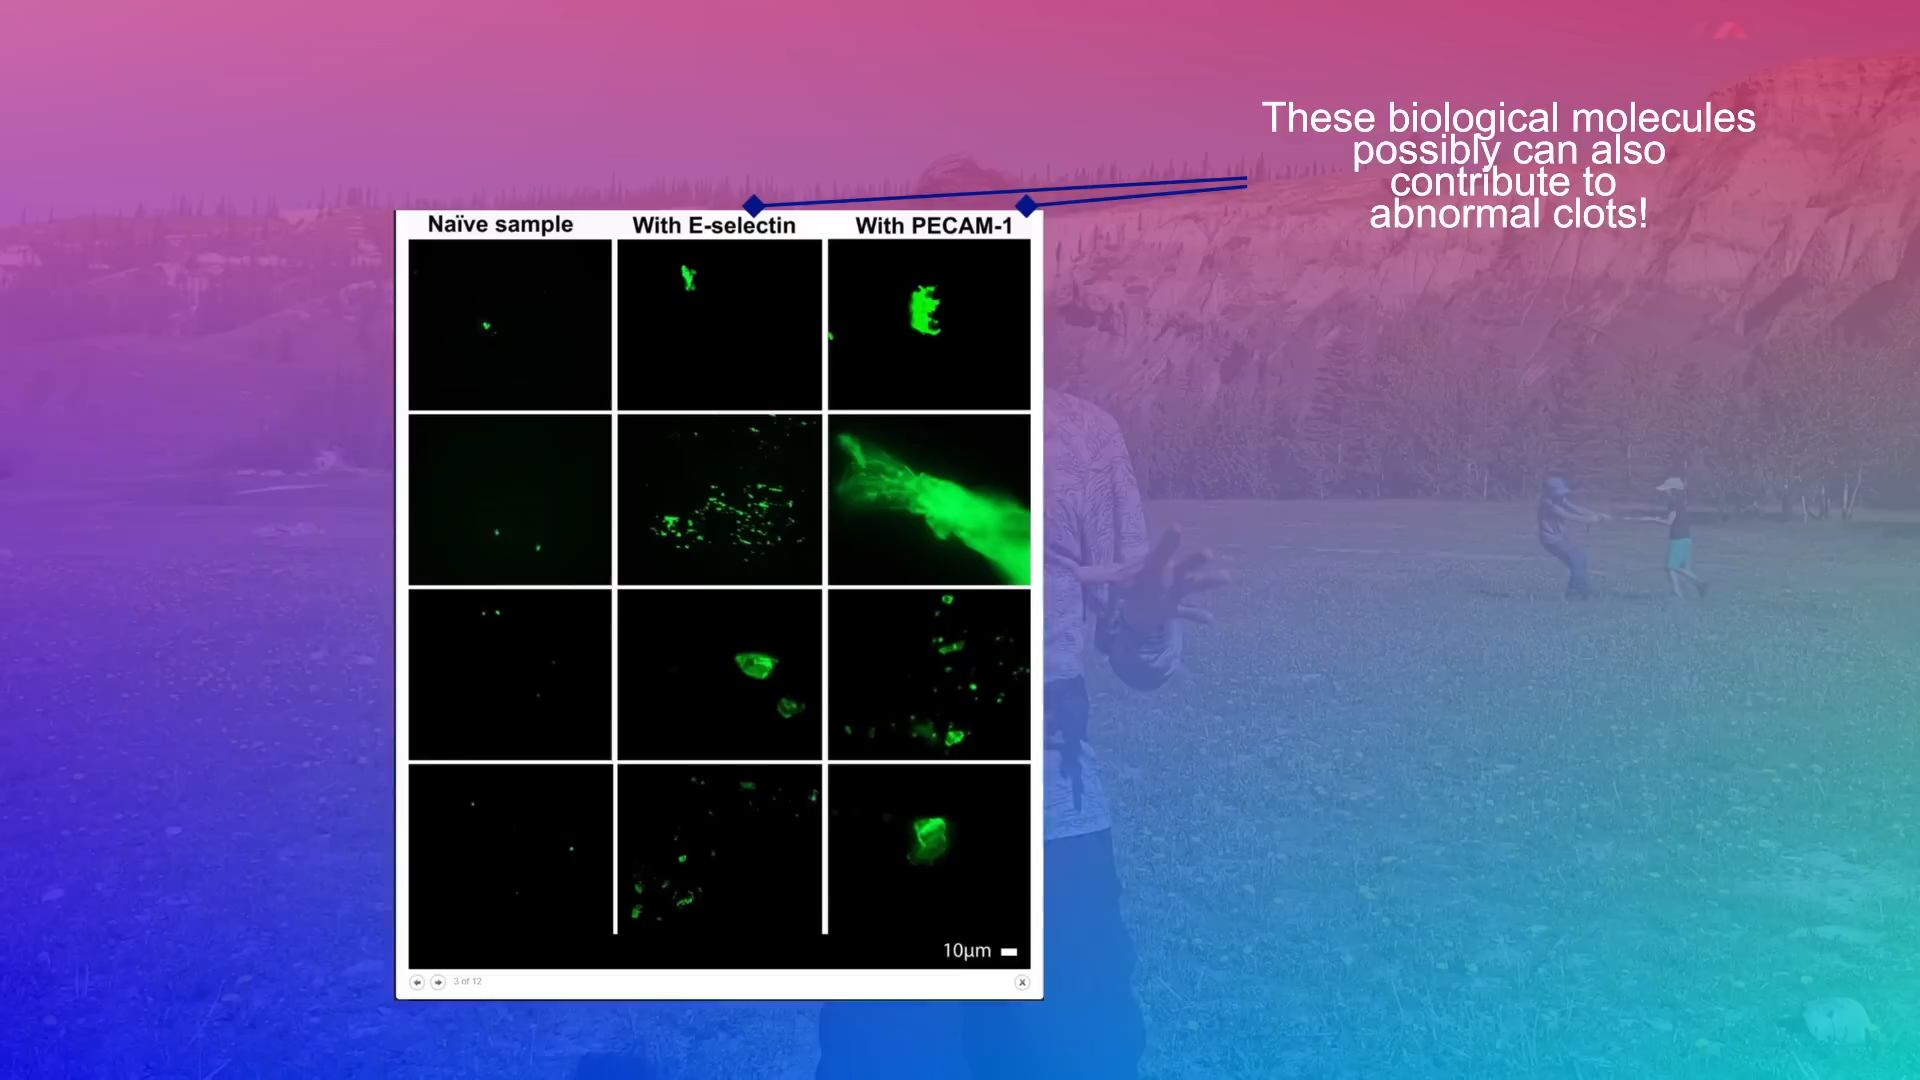 These biological molecules
possibly can also
contribute to
abnormal clots!
Naïve sample
With E-selectin
With PECAM-1
10µm
3 of 12